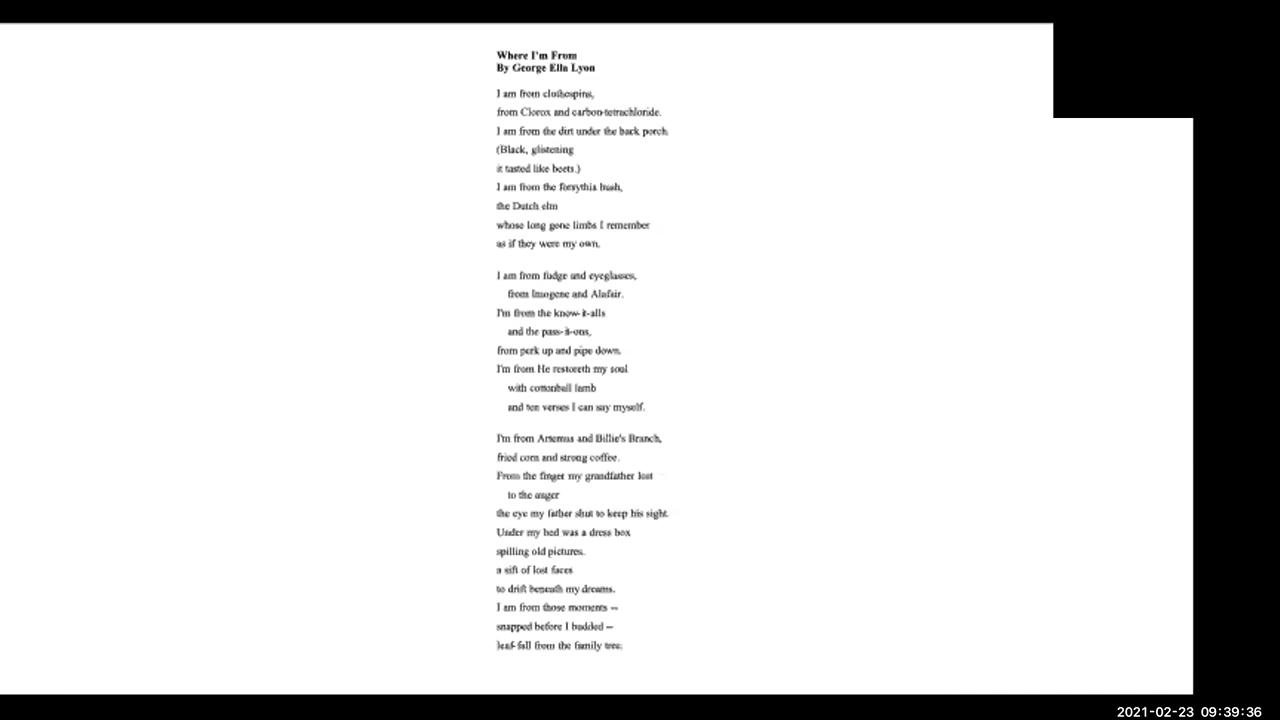 Where I'm From
By George Ella Lyon
I am from clothespins,
from Clorox and carbon-tetrachloride.
I am from the dirt under the back porch.
(Black, glistening
it tasted like beets.)
I am from the forsythia bush,
the Dutch elm
whose long gone limbs I remember
as if they were my own.
I am from fudge and eyeglasses,
from Imogene and Alafair.
I'm from the know-it-alls
and the pass-it-ons,
from perk up and pipe down.
I'm from He restoreth my soul
with cottonball lamb
and ten verses I can say myself.
I'm from Artemus and Billie's Branch,
fried corn and strong coffee.
From the finger my grandfather lost
to the auger
the eye my father shut to keep his sight.
Under my bed was a dress box
spilling old pictures.
a sift of lost faces
to drift beneath my dreams.
I am from those moments --
snapped before I budded --
leaf-fall from the family tree.
2021-02-23 09:39:36